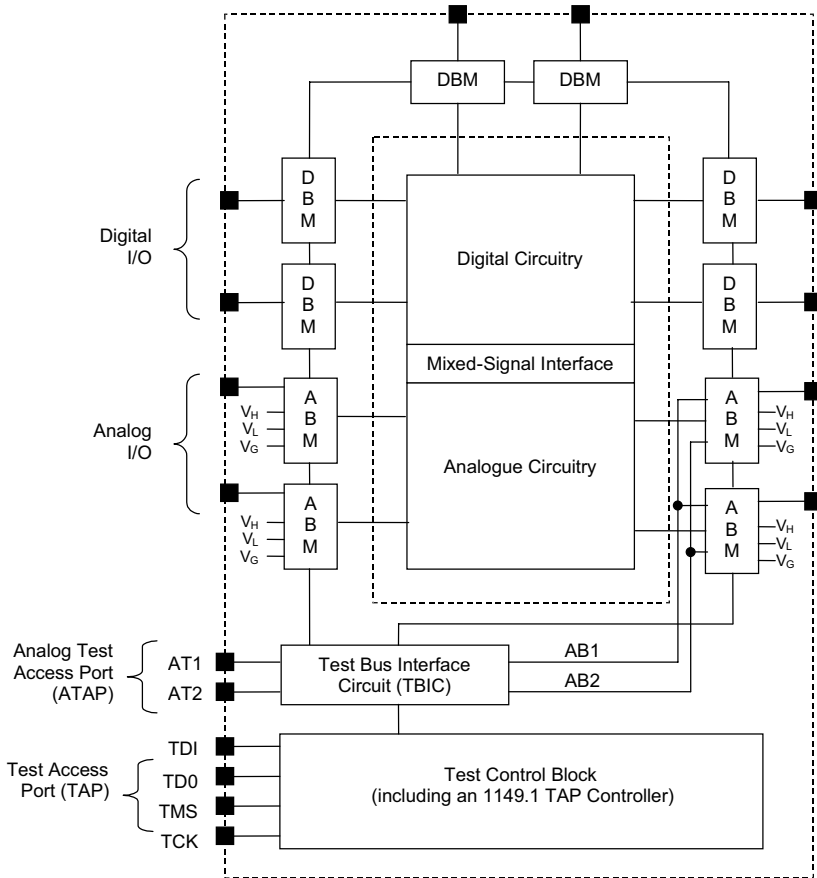 DBM
DBM
D
B
M
D
B
M
Digital
I/O
Digital Circuitry
D
B
M
D
B
M
Mixed-Signal Interface
Analog
I/O
A
B
M
VH
VL
VG
A
B
M
VH
VL
VG
Analogue Circuitry
A
B
M
VH
VL
VG
A
B
M
VH
VL
VG
Analog Test
Access Port
(ATAP)
AT1
AT2
Test Bus Interface
Circuit (TBIC)
AB1
AB2
Test Access
Port (TAP)
TDI
TD0
TMS
TCK
Test Control Block
(including an 1149.1 TAP Controller)